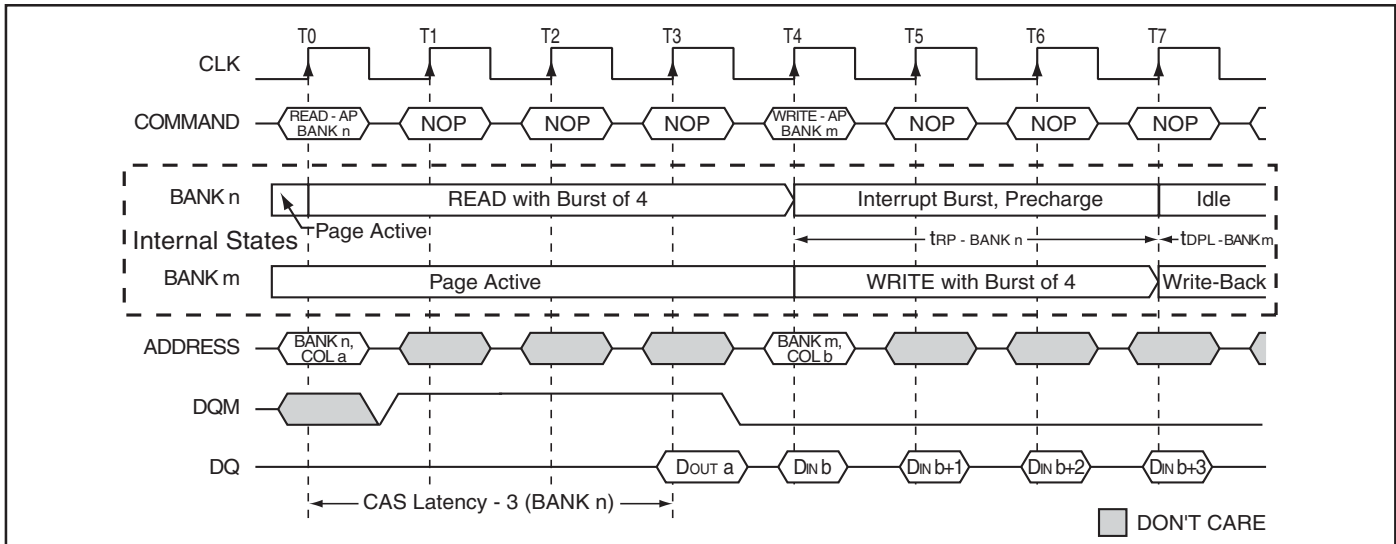 T0 T1 T2 T3 T4 T5 T6 T7
CLK
COMMAND READ - AP BANK n NOP NOP NOP WRITE - AP BANK m NOP NOP NOP
BANK n READ with Burst of 4 Interrupt Burst, Precharge Idle
Page Active
Internal States
tRP - BANK n tDPL - BANK m
BANK m Page Active WRITE with Burst of 4 Write-Back
ADDRESS BANK n, COL a BANK m, COL b
DQM
DQ DOUT a DIN b DIN b+1 DIN b+2 DIN b+3
CAS Latency - 3 (BANK n)
DON'T CARE